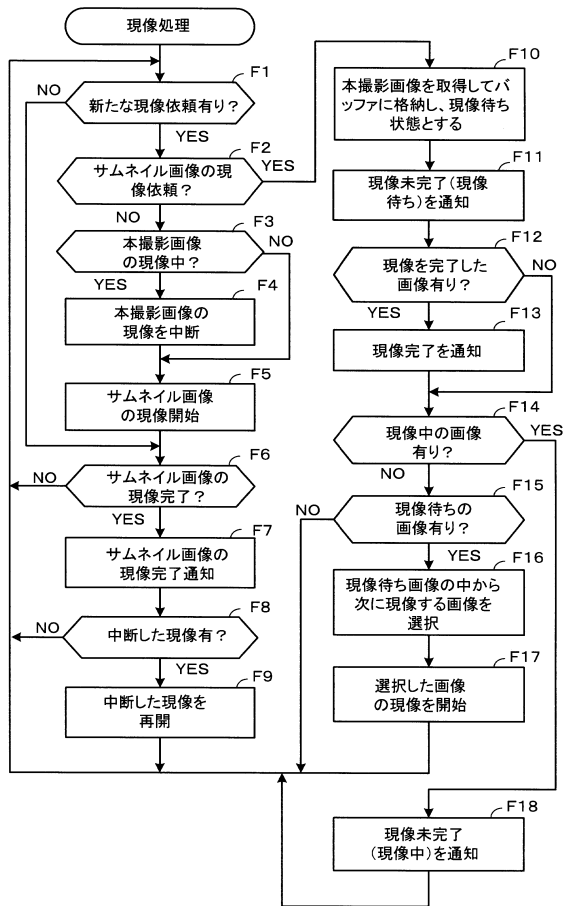 現像処理
F1
NO
新たな現像依頼有り?
YES
F2
サムネイル画像の現
像依頼?
YES
NO
F3
本撮影画像
の現像中?
NO
YES
F4
本撮影画像の
現像を中断
F5
サムネイル画像
の現像開始
F6
NO
サムネイル画像の
現像完了?
YES
F7
サムネイル画像の
現像完了通知
F8
NO
中断した現像有?
YES
F9
中断した現像を
再開
F10
本撮影画像を取得してバッ
ファに格納し、現像待ち
状態とする
F11
現像未完了(現像
待ち)を通知
F12
現像を完了した
画像有り?
NO
YES
F13
現像完了を通知
F14
現像中の画像
有り?
YES
NO
F15
NO
現像待ちの
画像有り?
YES
F16
現像待ち画像の中から
次に現像する画像を
選択
F17
選択した画像
の現像を開始
F18
現像未完了
(現像中)を通知